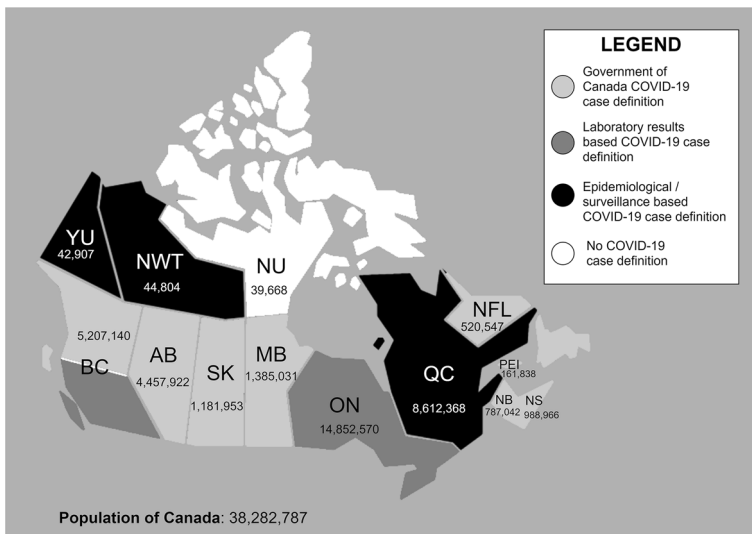 LEGEND
Government of
Canada COVID-19
case definition
Laboratory results
based COVID-19 case
definition
Epidemiological /
surveillance based
COVID-19 case definition
No COVID-19
case definition
YU
42,907
NWT
44,804
NU
39,668
NFL
520,547
5,207,140
BC
AB
4,457,922
SK
1,181,953
MB
1,385,031
ON
14,852,570
QC
8,612,368
PEI
161,838
NB
787,042
NS
988,966
Population of Canada: 38,282,787